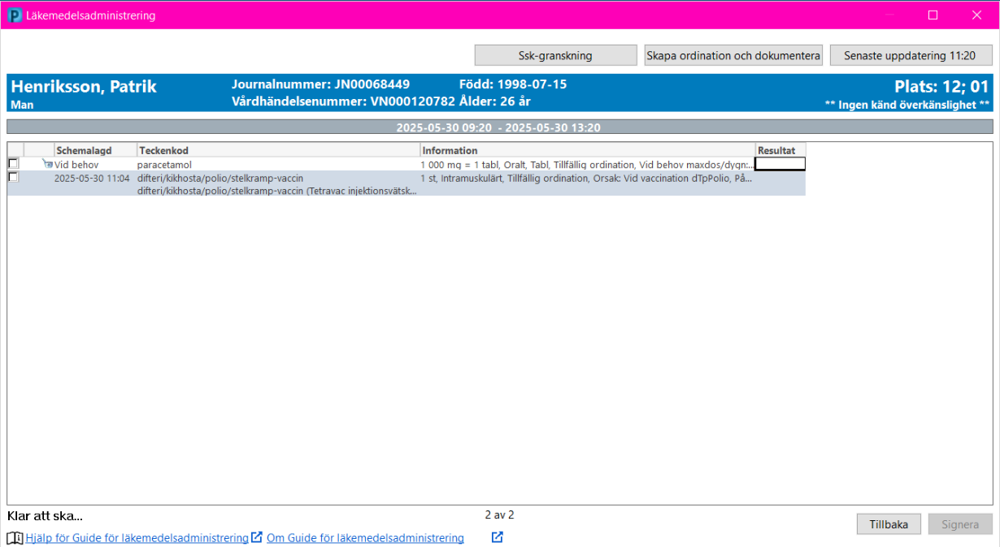 Läkemedelsadministrering
Ssk-granskning Skapa ordination och dokumentera Senaste uppdatering 11:20
Henriksson, Patrik Journalnummer: JN00068449 Född: 1998-07-15 Plats: 12; 01
Man Vårdhändelsenummer: VN000120782 Ålder: 26 år ** Ingen känd överkänslighet **
2025-05-30 09:20 - 2025-05-30 13:20
Schemalagd Teckenkod Information Resultat
Vid behov paracetamol 1 000 mg = 1 tabl, Oralt, Tabl, Tillfällig ordination, Vid behov maxdos/dygn:...
2025-05-30 11:04 difteri/kikhosta/polio/stelkramp-vaccin 1 st, Intramuskulärt, Tillfällig ordination, Orsak: Vid vaccination dTpPolio, På...
difteri/kikhosta/polio/stelkramp-vaccin (Tetravac injektionsvätsk...
Klar att ska... 2 av 2
Tillbaka Signera
Hjälp för Guide för läkemedelsadministrering Om Guide för läkemedelsadministrering